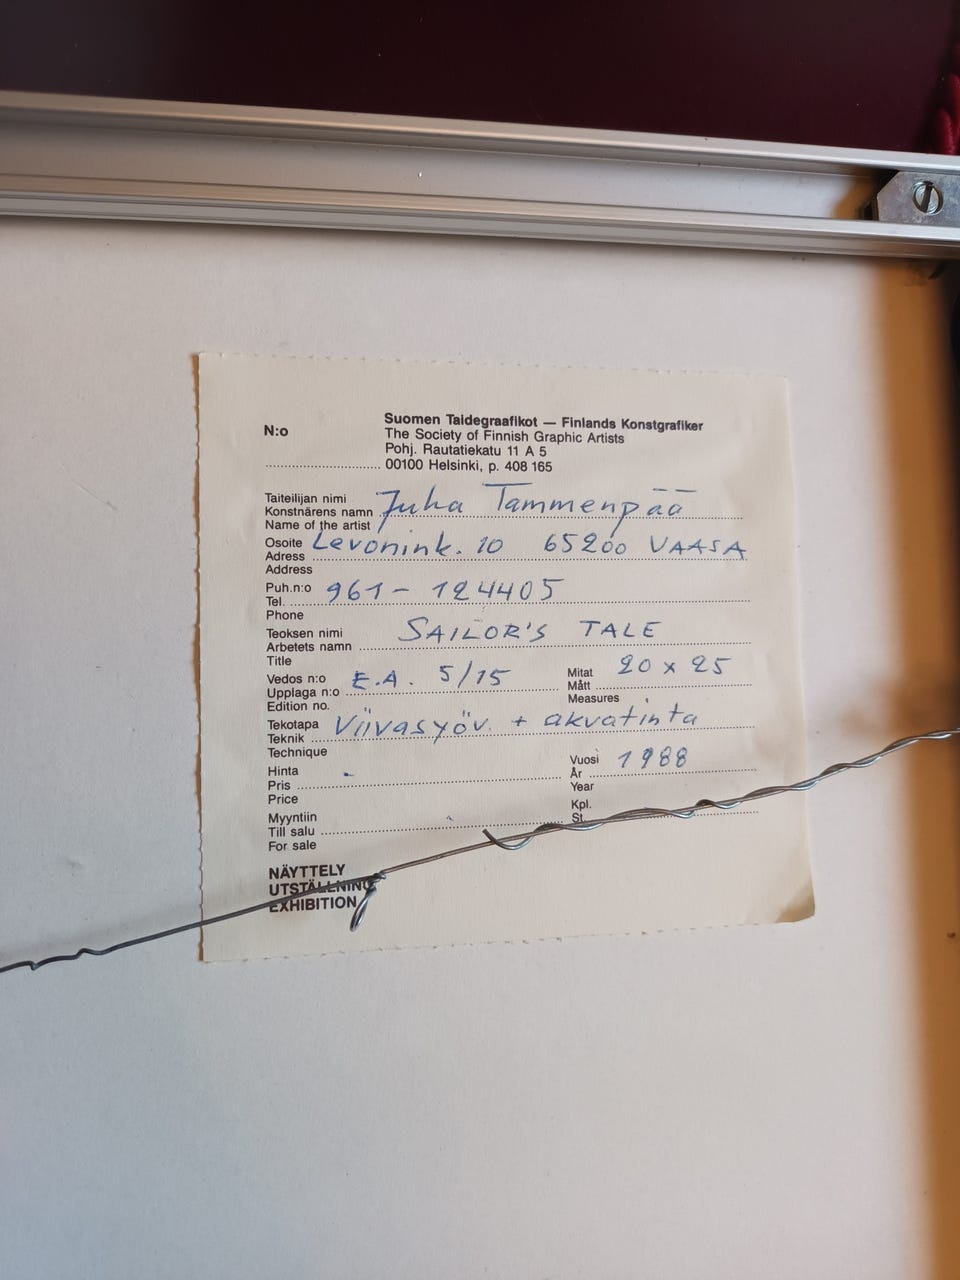 N:o
Suomen Taidegraafikot — Finlands Konstgrafiker
The Society of Finnish Graphic Artists
Pohj. Rautatiekatu 11 A 5
00100 Helsinki, p. 408 165
Taiteilijan nimi
Konstnärens namn Juha Tammenpää
Name of the artist
Osoite Levonink. 10 65200 VAASA
Adress
Address
Puh.n:o 961 - 124405
Tel.
Phone
Teoksen nimi SAILOR'S TALE
Arbetets namn
Title
Vedos n:o E.A. 5/15
Upplaga n:o
Edition no.
Mitat 20 x 25
Mått
Measures
Tekotapa Viivasyöv. + akvatinta
Teknik
Technique
Hinta
Pris
Price
Vuosi 1988
År
Year
Myyntiin
Till salu
For sale
Kpl.
St.
NÄYTTELY
UTSTÄLLNING
EXHIBITION